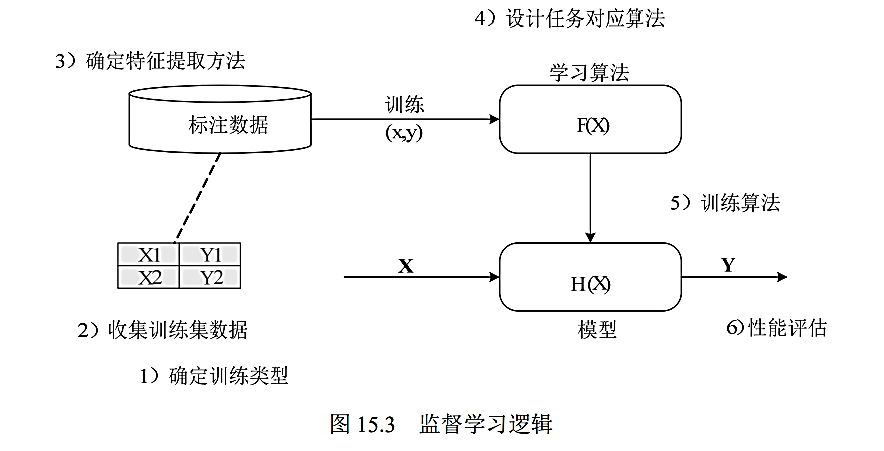 4）设计任务对应算法
3）确定特征提取方法
学习算法
标注数据
训练
(x,y)
F(X)
5）训练算法
X1 Y1
X2 Y2
X
H(X)
Y
2）收集训练集数据
模型
6）性能评估
1）确定训练类型
图 15.3 监督学习逻辑